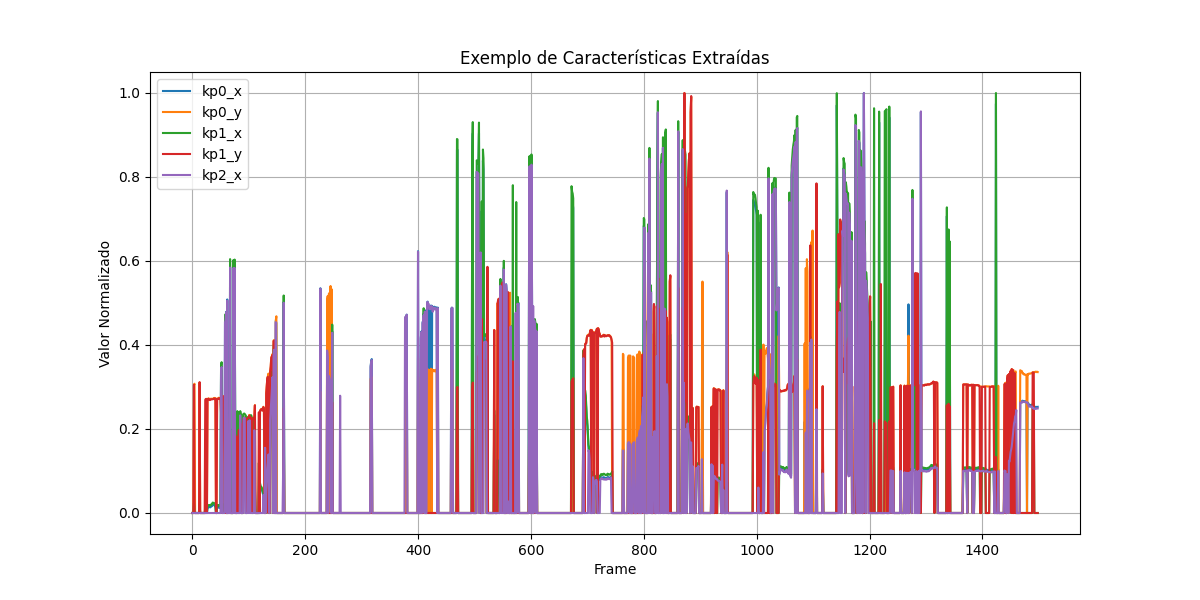 Exemplo de Características Extraídas
kp0_x
kp0_y
kp1_x
kp1_y
kp2_x
Valor Normalizado
1.0
0.8
0.6
0.4
0.2
0.0
0 200 400 600 800 1000 1200 1400
Frame